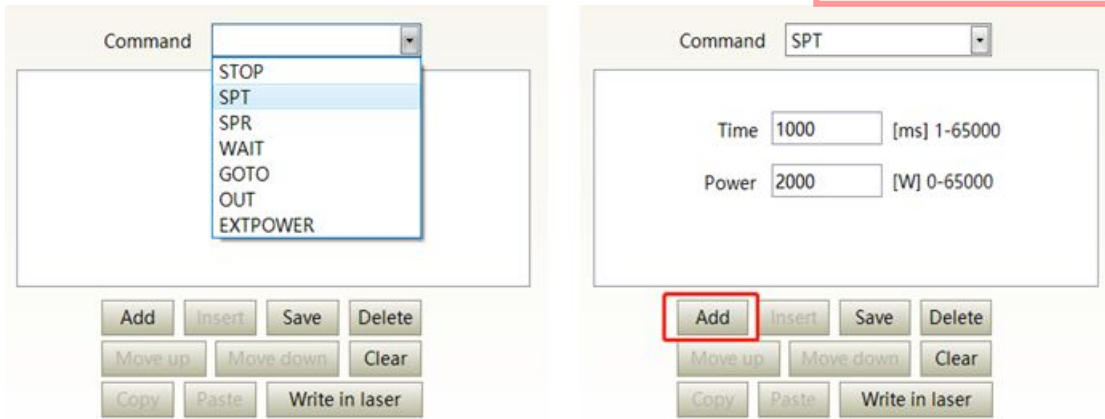 Command
STOP
SPT
SPR
WAIT
GOTO
OUT
EXTPOWER
Add Insert Save Delete
Move up Move down Clear
Copy Paste Write in laser
Command SPT
Time 1000 [ms] 1-65000
Power 2000 [W] 0-65000
Add Insert Save Delete
Move up Move down Clear
Copy Paste Write in laser